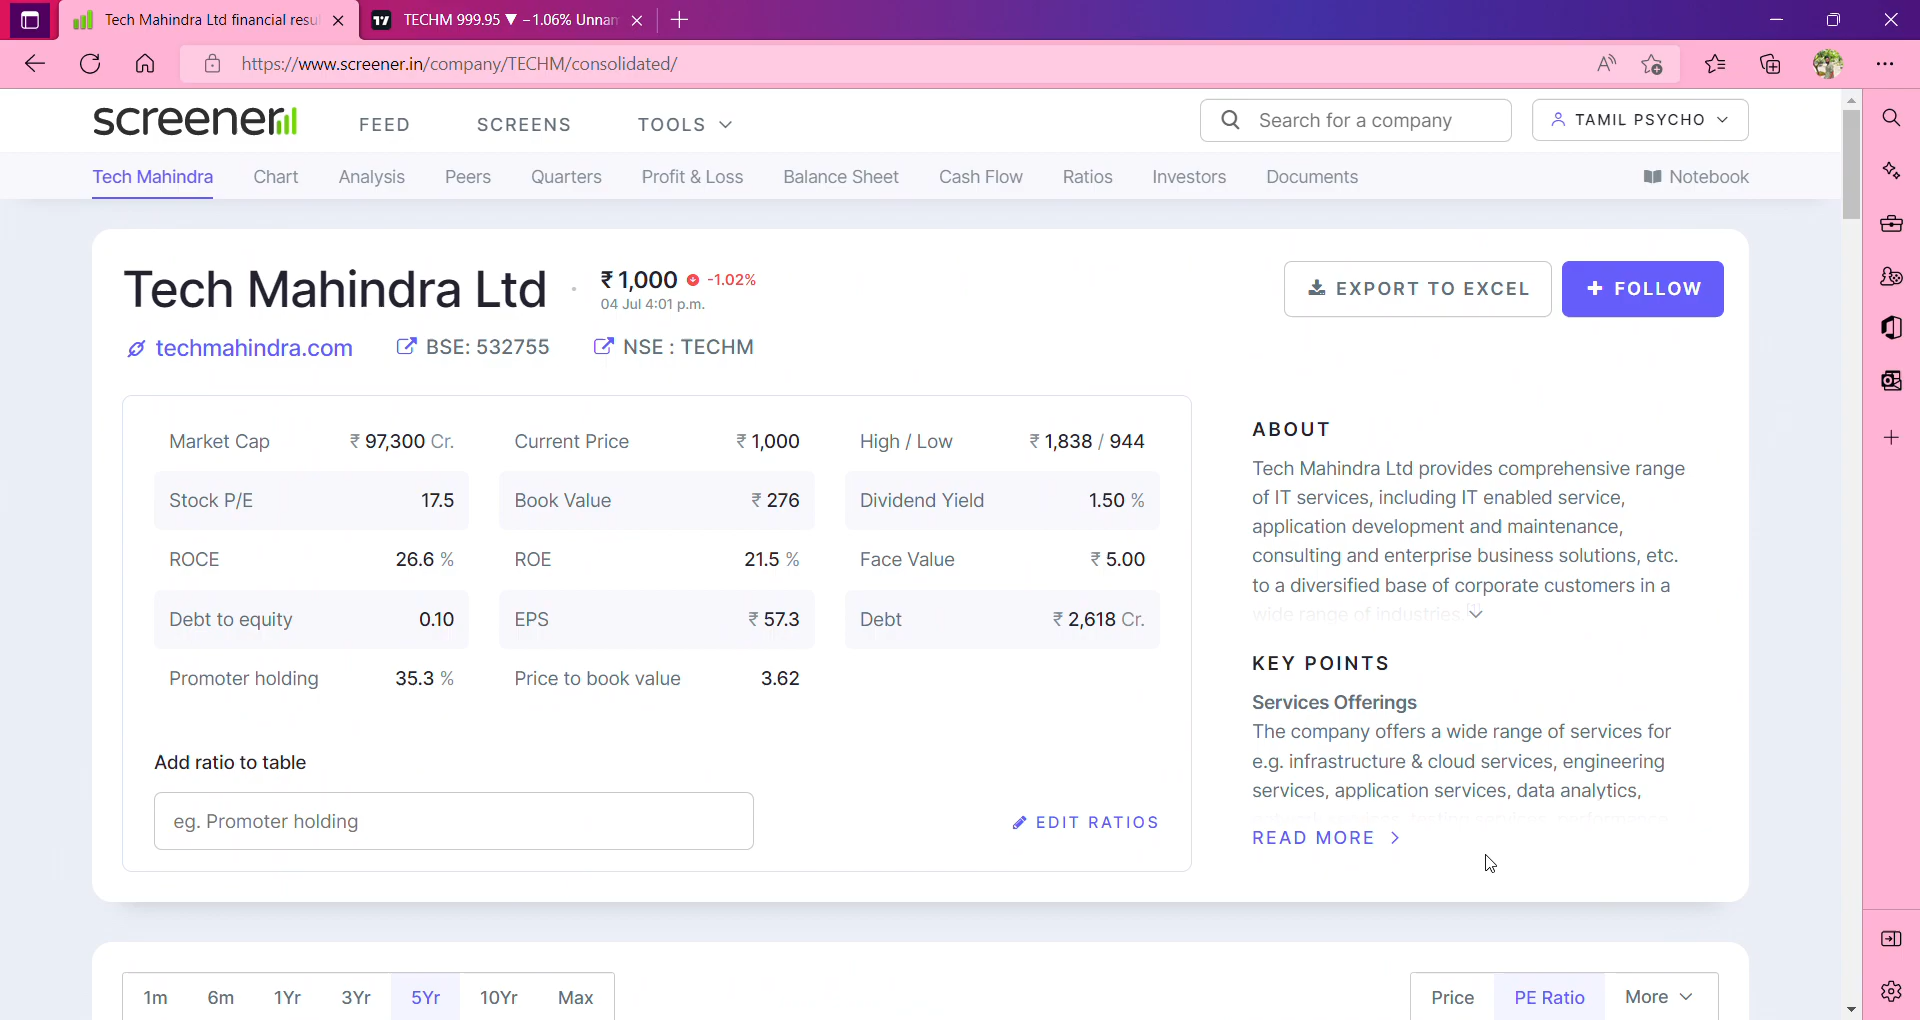 Tech Mahindra Ltd financial resu
TECHM 999.95 ▼ −1.06% Unnan
https://www.screener.in/company/TECHM/consolidated/
screener
FEED
SCREENS
TOOLS
Search for a company
TAMIL PSYCHO
Tech Mahindra
Chart
Analysis
Peers
Quarters
Profit & Loss
Balance Sheet
Cash Flow
Ratios
Investors
Documents
Notebook
Tech Mahindra Ltd
₹ 1,000 -1.02%
04 Jul 4:01 p.m.
EXPORT TO EXCEL
+ FOLLOW
techmahindra.com
BSE: 532755
NSE : TECHM
Market Cap ₹ 97,300 Cr.
Current Price ₹ 1,000
High / Low ₹ 1,838 / 944
Stock P/E 17.5
Book Value ₹ 276
Dividend Yield 1.50 %
ROCE 26.6 %
ROE 21.5 %
Face Value ₹ 5.00
Debt to equity 0.10
EPS ₹ 57.3
Debt ₹ 2,618 Cr.
Promoter holding 35.3 %
Price to book value 3.62
Add ratio to table
eg. Promoter holding
EDIT RATIOS
ABOUT
Tech Mahindra Ltd provides comprehensive range
of IT services, including IT enabled service,
application development and maintenance,
consulting and enterprise business solutions, etc.
to a diversified base of corporate customers in a
wide range of industries. [1]
KEY POINTS
Services Offerings
The company offers a wide range of services for
e.g. infrastructure & cloud services, engineering
services, application services, data analytics,
READ MORE
1m
6m
1Yr
3Yr
5Yr
10Yr
Max
Price
PE Ratio
More